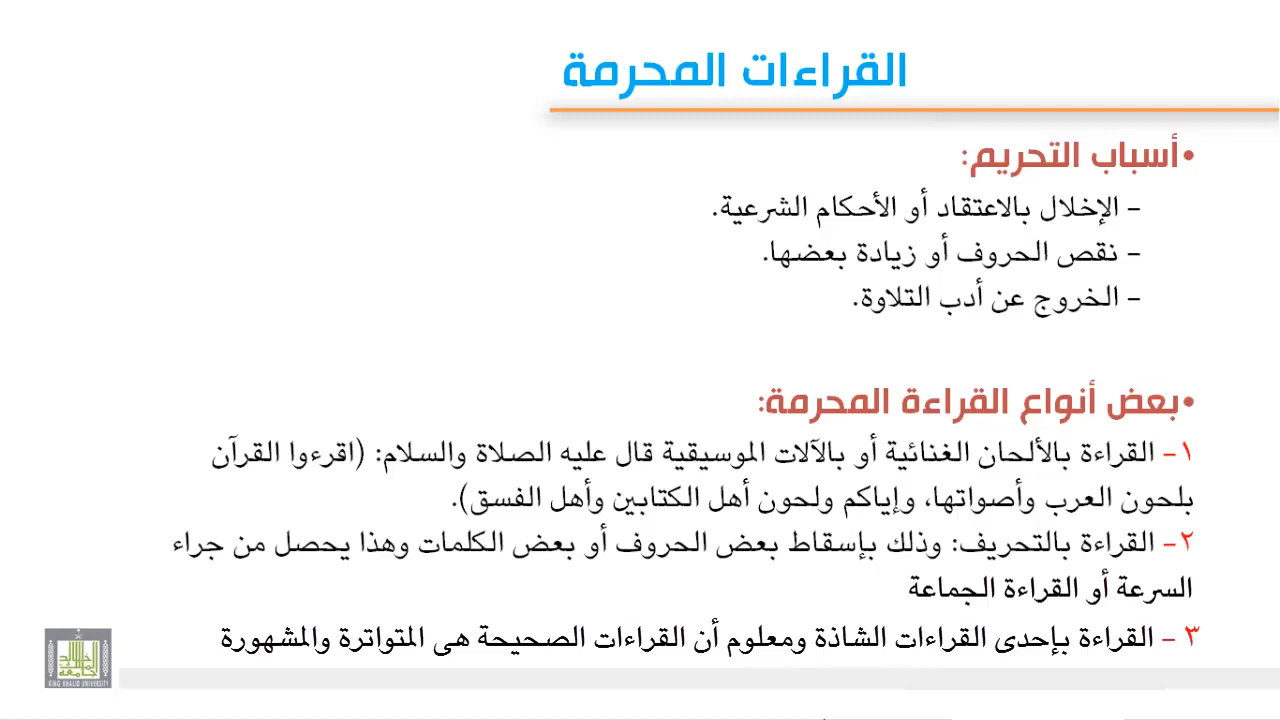 القراءات المحرمة
•أسباب التحريم:
- الإخلال بالاعتقاد أو الأحكام الشرعية.
- نقص الحروف أو زيادة بعضها.
- الخروج عن أدب التلاوة.
•بعض أنواع القراءة المحرمة:
١- القراءة بالألحان الغنائية أو بالآلات الموسيقية قال عليه الصلاة والسلام: (اقرءوا القرآن
بلحون العرب وأصواتها، وإياكم ولحون أهل الكتابين وأهل الفسق).
٢- القراءة بالتحريف: وذلك بإسقاط بعض الحروف أو بعض الكلمات وهذا يحصل من جراء
السرعة أو القراءة الجماعة
٣ - القراءة بإحدى القراءات الشاذة ومعلوم أن القراءات الصحيحة هى المتواترة والمشهورة
KING KHALID UNIVERSITY